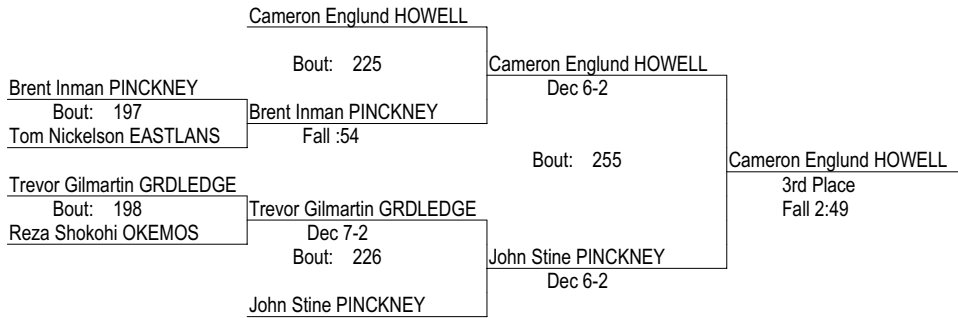 Cameron Englund HOWELL
Bout: 225
Cameron Englund HOWELL
Brent Inman PINCKNEY
Dec 6-2
Bout: 197
Brent Inman PINCKNEY
Tom Nickelson EASTLANS
Fall :54
Bout: 255
Cameron Englund HOWELL
Trevor Gilmartin GRDLEDGE
3rd Place
Bout: 198
Trevor Gilmartin GRDLEDGE
Fall 2:49
Reza Shokohi OKEMOS
Dec 7-2
Bout: 226
John Stine PINCKNEY
Dec 6-2
John Stine PINCKNEY